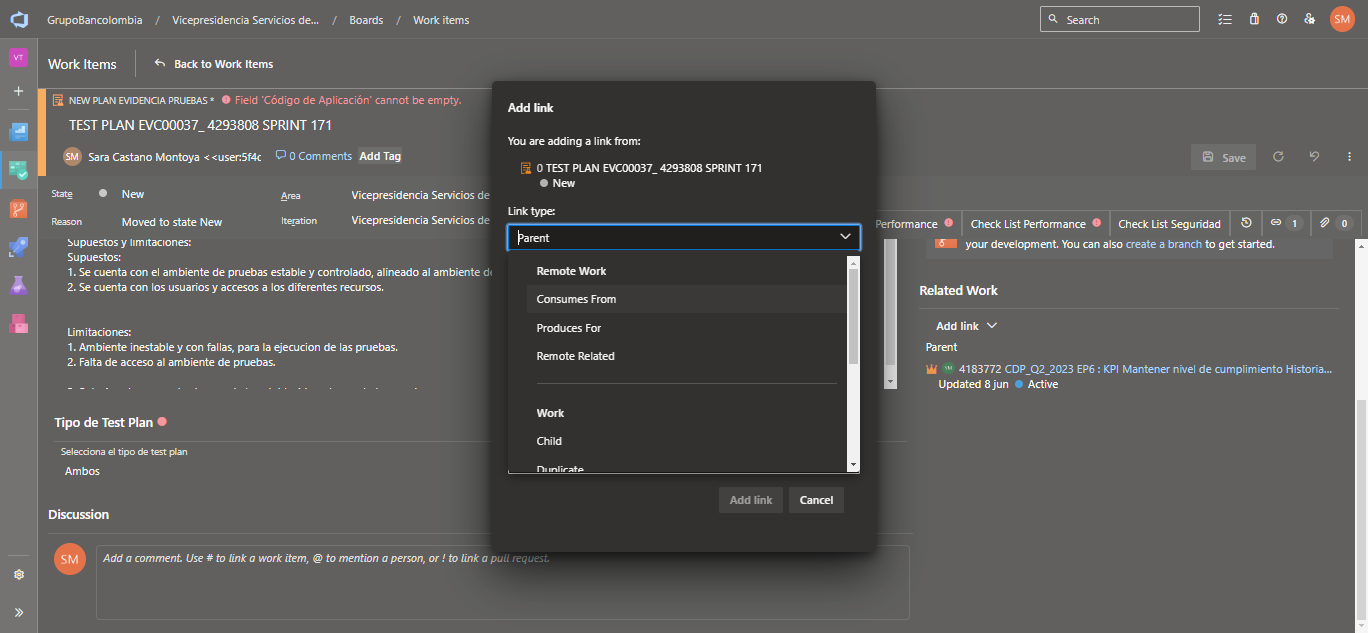 GrupoBancolombia / Vicepresidencia Servicios de... / Boards / Work items
Search
SM
VT
Work Items
Back to Work Items
NEW PLAN EVIDENCIA PRUEBAS * Field 'Código de Aplicación' cannot be empty.
TEST PLAN EVC00037_ 4293808 SPRINT 171
SM Sara Castano Montoya <<user:5f4c
0 Comments
Add Tag
Save
State
New
Area
Vicepresidencia Servicios de
Reason
Moved to state New
Iteration
Vicepresidencia Servicios de
Performance
Check List Performance
Check List Seguridad
1
0
Supuestos y limitaciones:
Supuestos:
1. Se cuenta con el ambiente de pruebas estable y controlado, alineado al ambiente de
2. Se cuenta con los usuarios y accesos a los diferentes recursos.
Limitaciones:
1. Ambiente inestable y con fallas, para la ejecucion de las pruebas.
2. Falta de acceso al ambiente de pruebas.
Tipo de Test Plan
Selecciona el tipo de test plan
Ambos
Discussion
SM
Add a comment. Use # to link a work item, @ to mention a person, or ! to link a pull request.
Add link
You are adding a link from:
0 TEST PLAN EVC00037_ 4293808 SPRINT 171
New
Link type:
Parent
Remote Work
Consumes From
Produces For
Remote Related
Work
Child
Duplicate
Add link
Cancel
your development. You can also create a branch to get started.
Related Work
Add link
Parent
4183772 CDP_Q2_2023 EP6 : KPI Mantener nivel de cumplimiento Historia...
Updated 8 jun Active